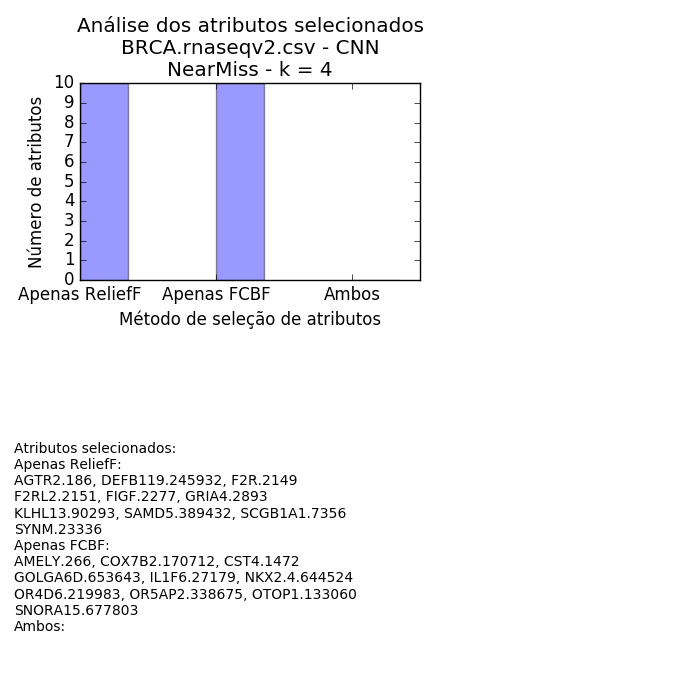 Análise dos atributos selecionados
BRCA.rnaseqv2.csv - CNN
NearMiss - k = 4
Número de atributos
10
9
8
7
6
5
4
3
2
1
0
Apenas ReliefF
Apenas FCBF
Ambos
Método de seleção de atributos
Atributos selecionados:
Apenas ReliefF:
AGTR2.186, DEFB119.245932, F2R.2149
F2RL2.2151, FIGF.2277, GRIA4.2893
KLHL13.90293, SAMD5.389432, SCGB1A1.7356
SYNM.23336
Apenas FCBF:
AMELY.266, COX7B2.170712, CST4.1472
GOLGA6D.653643, IL1F6.27179, NKX2.4.644524
OR4D6.219983, OR5AP2.338675, OTOP1.133060
SNORA15.677803
Ambos: